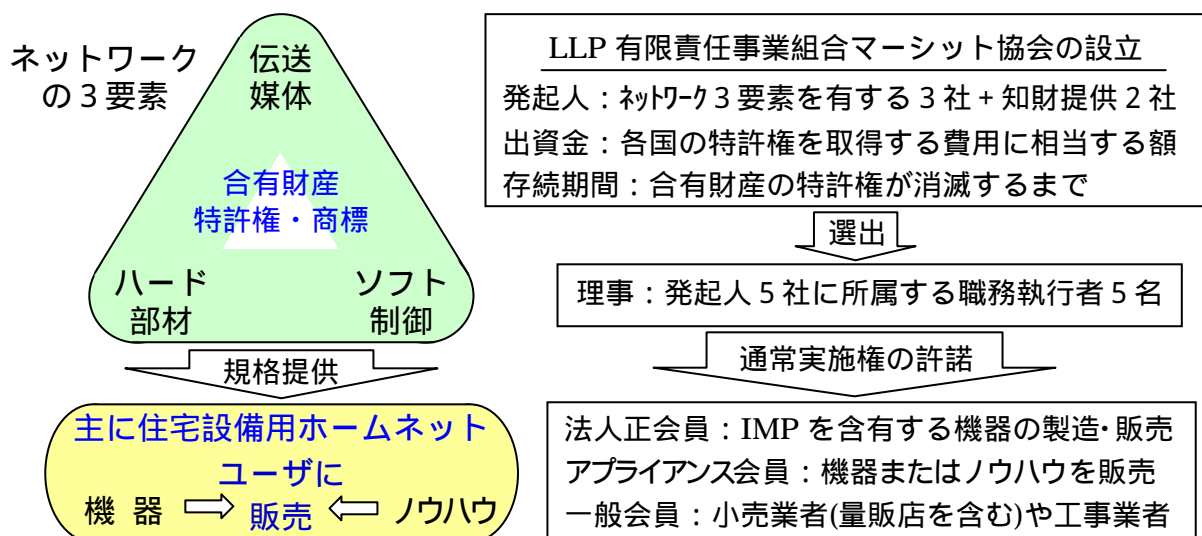 ネットワーク
の3要素
伝送
媒体
合有財産
特許権・商標
ハード
部材
ソフト
制御
規格提供
主に住宅設備用ホームネット
ユーザに
販売
機 器
ノウハウ
LLP 有限責任事業組合マーシット協会の設立
発起人：ﾈｯﾄﾜｰｸ3要素を有する3社+知財提供2社
出資金：各国の特許権を取得する費用に相当する額
存続期間：合有財産の特許権が消滅するまで
選出
理事：発起人5社に所属する職務執行者5名
通常実施権の許諾
法人正会員：IMPを含有する機器の製造･販売
アプライアンス会員：機器またはノウハウを販売
一般会員：小売業者(量販店を含む)や工事業者